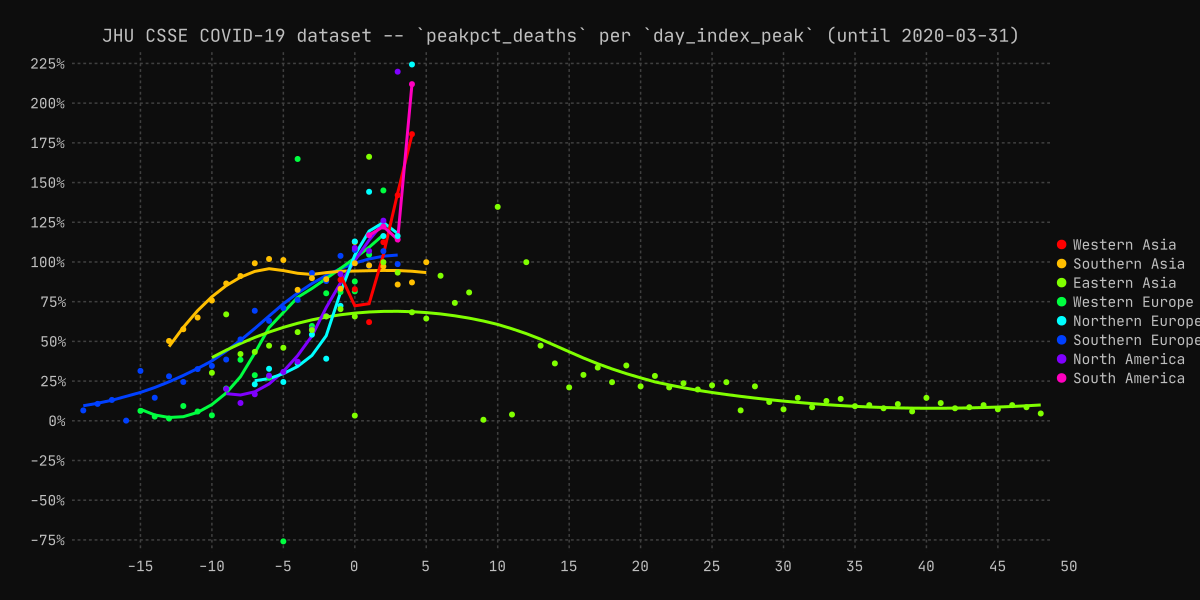 JHU CSSE COVID-19 dataset -- `peakpct_deaths` per `day_index_peak` (until 2020-03-31)
225%
200%
175%
150%
125%
100%
75%
50%
25%
0%
-25%
-50%
-75%
-15 -10 -5 0 5 10 15 20 25 30 35 40 45 50
Western Asia
Southern Asia
Eastern Asia
Western Europe
Northern Europe
Southern Europe
North America
South America